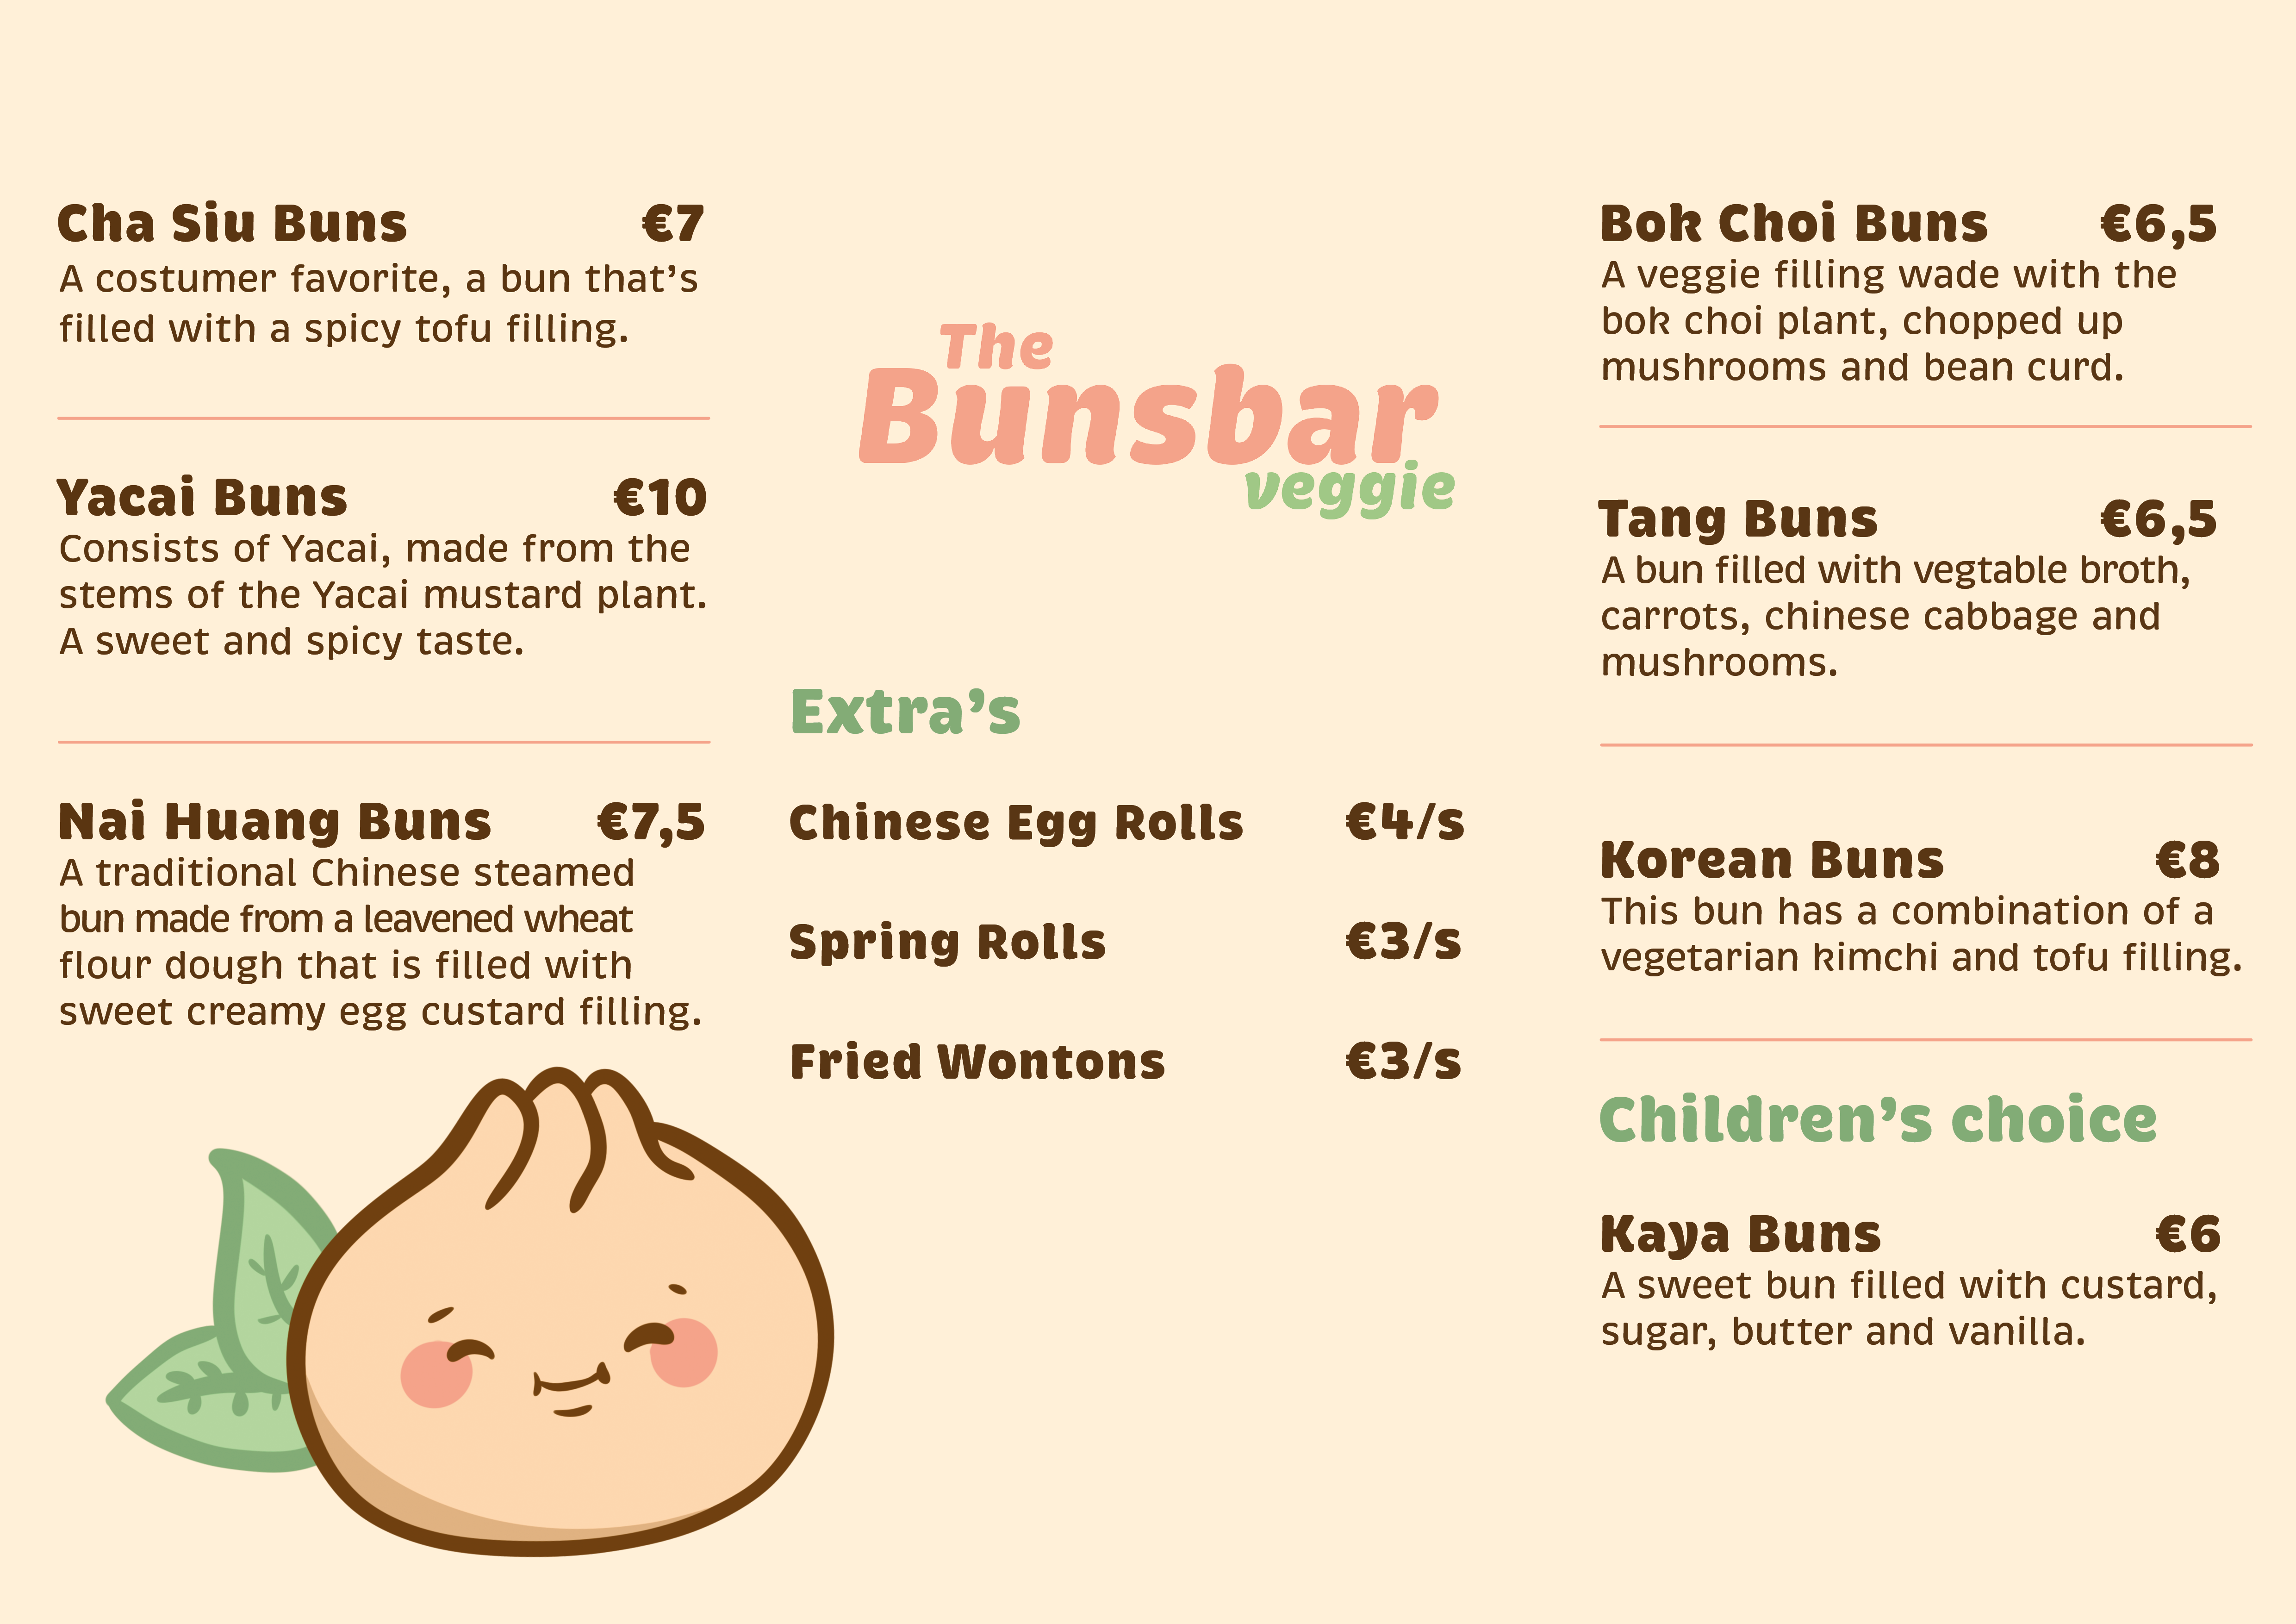 Cha Siu Buns €7
A costumer favorite, a bun that's
filled with a spicy tofu filling.
Yacai Buns €10
Consists of Yacai, made from the
stems of the Yacai mustard plant.
A sweet and spicy taste.
Nai Huang Buns €7,5
A traditional Chinese steamed
bun made from a leavened wheat
flour dough that is filled with
sweet creamy egg custard filling.
The
Bunsbar
veggie
Extra's
Chinese Egg Rolls €4/s
Spring Rolls €3/s
Fried Wontons €3/s
Bok Choi Buns €6,5
A veggie filling wade with the
bok choi plant, chopped up
mushrooms and bean curd.
Tang Buns €6,5
A bun filled with vegtable broth,
carrots, chinese cabbage and
mushrooms.
Korean Buns €8
This bun has a combination of a
vegetarian kimchi and tofu filling.
Children's choice
Kaya Buns €6
A sweet bun filled with custard,
sugar, butter and vanilla.